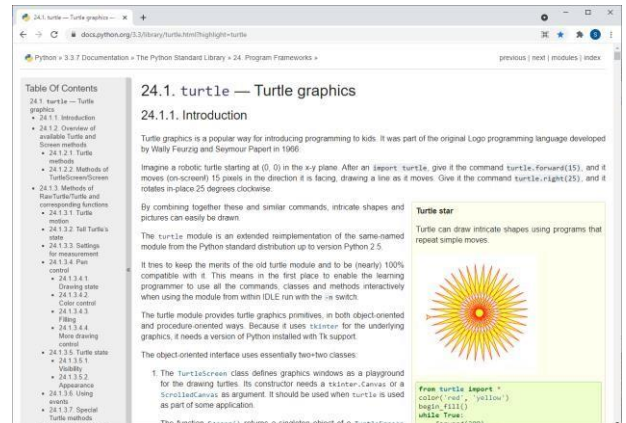 24.1. turtle — Turtle graphics —
docs.python.org/3.3/library/turtle.html?highlight=turtle
Python » 3.3.7 Documentation » The Python Standard Library » 24. Program Frameworks »
previous | next | modules | index
Table Of Contents
24.1. turtle — Turtle
graphics
24.1.1. Introduction
24.1.2. Overview of
available Turtle and
Screen methods
24.1.2.1. Turtle
methods
24.1.2.2. Methods of
TurtleScreen/Screen
24.1.3. Methods of
RawTurtle/Turtle and
corresponding functions
24.1.3.1. Turtle
motion
24.1.3.2. Tell Turtle's
state
24.1.3.3. Settings
for measurement
24.1.3.4. Pen
control
24.1.3.4.1.
Drawing state
24.1.3.4.2.
Color control
24.1.3.4.3.
Filling
24.1.3.4.4.
More drawing
control
24.1.3.5. Turtle state
24.1.3.5.1.
Visibility
24.1.3.5.2.
Appearance
24.1.3.6. Using
events
24.1.3.7. Special
Turtle methods
24.1. turtle — Turtle graphics
24.1.1. Introduction
Turtle graphics is a popular way for introducing programming to kids. It was part of the original Logo programming language developed
by Wally Feurzig and Seymour Papert in 1966.
Imagine a robotic turtle starting at (0, 0) in the x-y plane. After an import turtle, give it the command turtle.forward(15), and it
moves (on-screen!) 15 pixels in the direction it is facing, drawing a line as it moves. Give it the command turtle.right(25), and it
rotates in-place 25 degrees clockwise.
By combining together these and similar commands, intricate shapes and
pictures can easily be drawn.
The turtle module is an extended reimplementation of the same-named
module from the Python standard distribution up to version Python 2.5.
It tries to keep the merits of the old turtle module and to be (nearly) 100%
compatible with it. This means in the first place to enable the learning
programmer to use all the commands, classes and methods interactively
when using the module from within IDLE run with the -n switch.
The turtle module provides turtle graphics primitives, in both object-oriented
and procedure-oriented ways. Because it uses tkinter for the underlying
graphics, it needs a version of Python installed with Tk support.
The object-oriented interface uses essentially two+two classes:
1. The TurtleScreen class defines graphics windows as a playground
for the drawing turtles. Its constructor needs a tkinter.Canvas or a
ScrolledCanvas as argument. It should be used when turtle is used
as part of some application.
The function Screen() returns a singleton object of a TurtleScreen
Turtle star
Turtle can draw intricate shapes using programs that
repeat simple moves.
from turtle import *
color('red', 'yellow')
begin_fill()
while True:
forward(200)